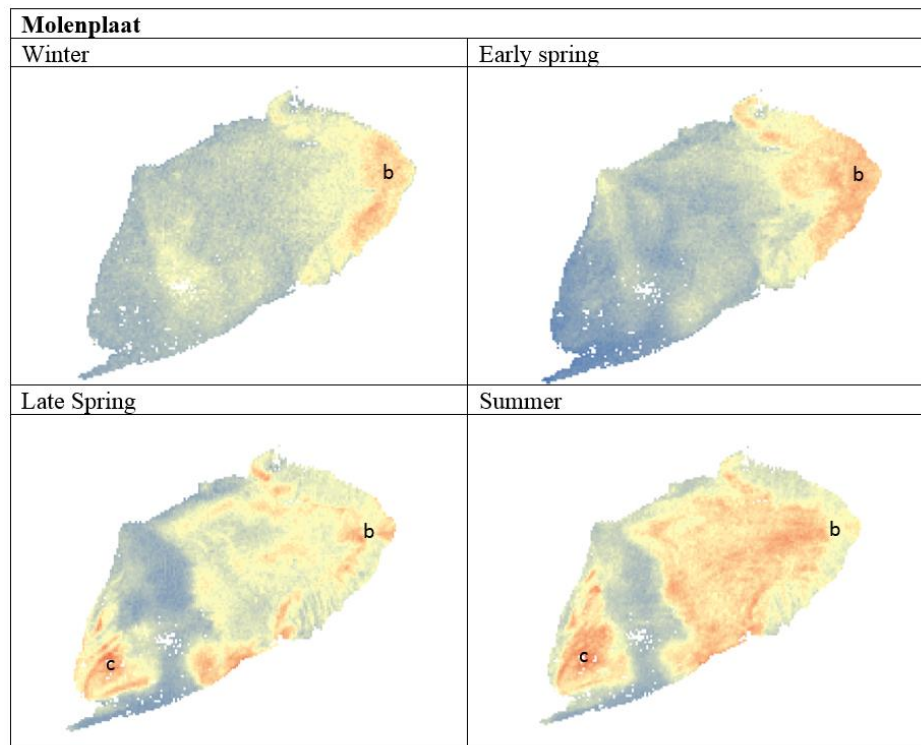 Molenplaat
Winter
Early spring
b
b
Late Spring
Summer
b
b
c
c